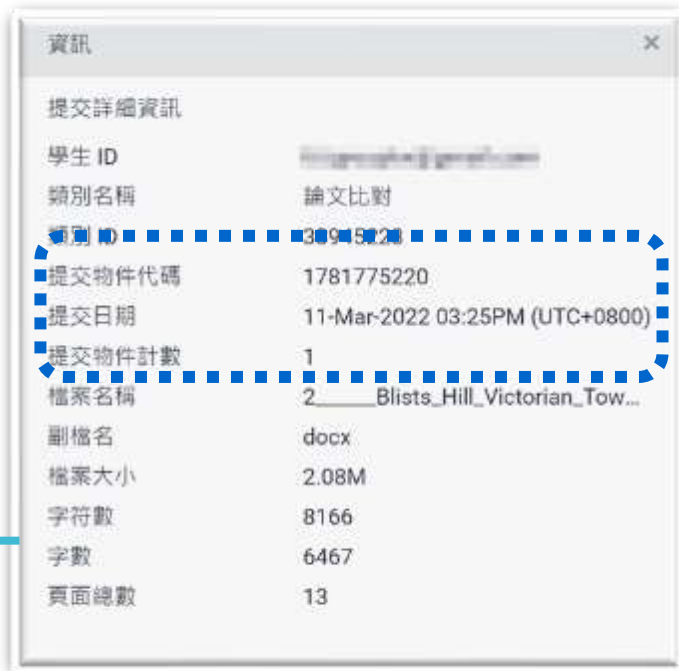 資訊 ×
提交詳細資訊
學生 ID
類別名稱 論文比對
類別 ID
提交物件代碼 1781775220
提交日期 11-Mar-2022 03:25PM (UTC+0800)
提交物件計數 1
檔案名稱 2_____Blists_Hill_Victorian_Tow...
副檔名 docx
檔案大小 2.08M
字符數 8166
字數 6467
頁面總數 13